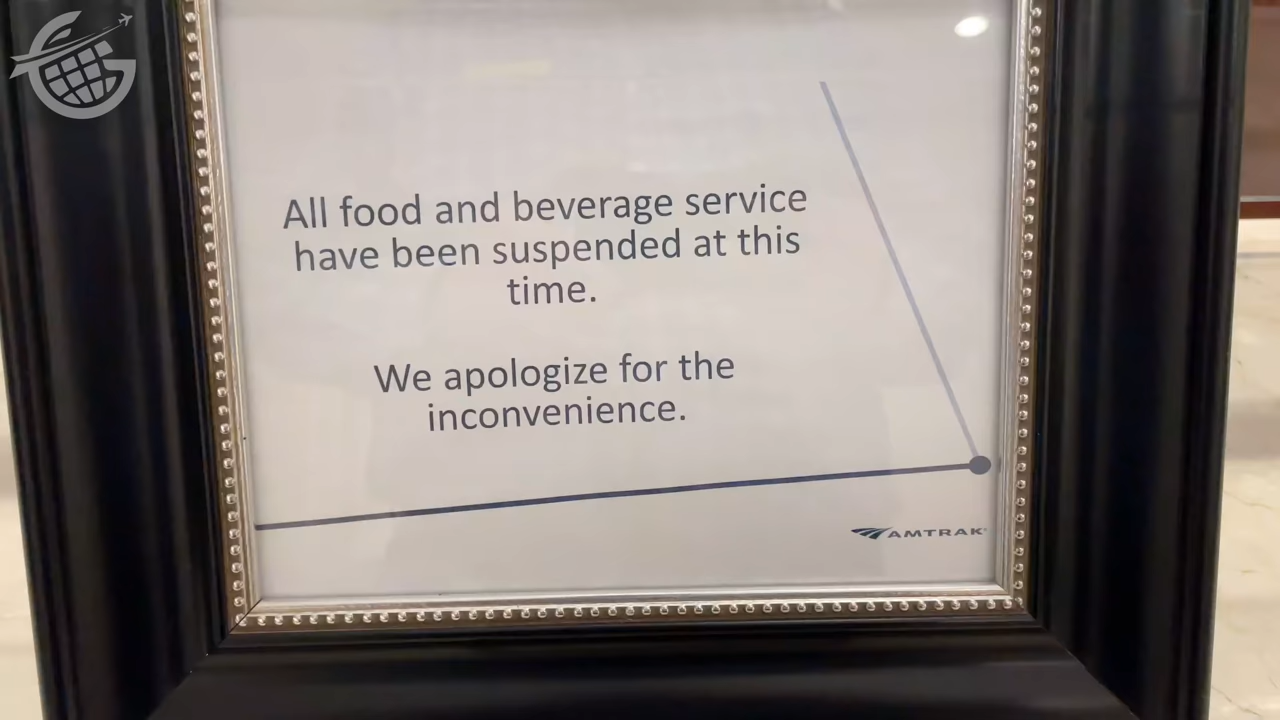 All food and beverage service
have been suspended at this
time.
We apologize for the
inconvenience.
AMTRAK